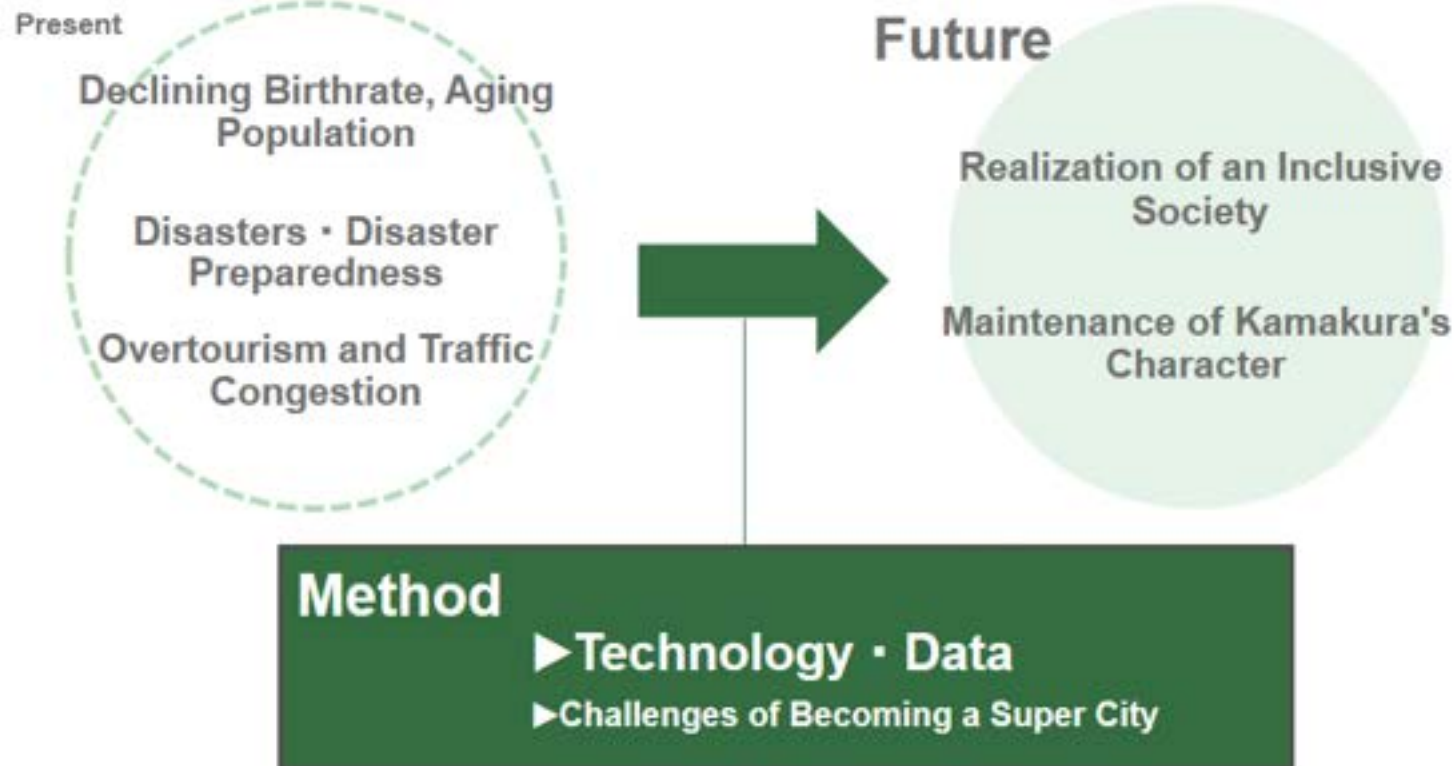 Present
Declining Birthrate, Aging
Population
Disasters・Disaster
Preparedness
Overtourism and Traffic
Congestion
Future
Realization of an Inclusive
Society
Maintenance of Kamakura's
Character
Method
▶Technology・Data
▶Challenges of Becoming a Super City